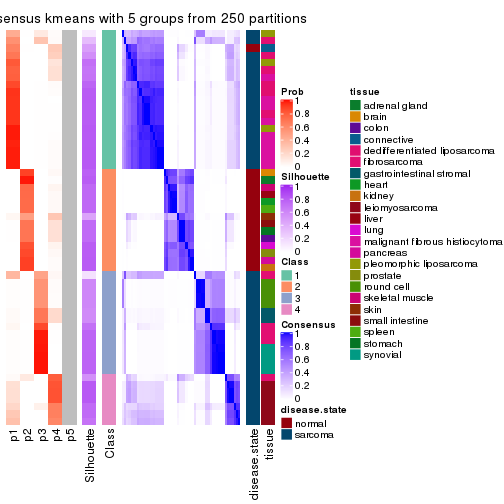 sensus kmeans with 5 groups from 250 partitions
p1
p2
p3
p4
p5
Silhouette
Class
disease.state
tissue
Prob
1
0.8
0.6
0.4
0.2
0
Silhouette
1
0.8
0.6
0.4
0.2
0
Class
1
2
3
4
Consensus
1
0.8
0.6
0.4
0.2
0
disease.state
normal
sarcoma
tissue
adrenal gland
brain
colon
connective
dedifferentiated liposarcoma
fibrosarcoma
gastrointestinal stromal
heart
kidney
leiomyosarcoma
liver
lung
malignant fibrous histiocytoma
pancreas
pleomorphic liposarcoma
prostate
round cell
skeletal muscle
skin
small intestine
spleen
stomach
synovial